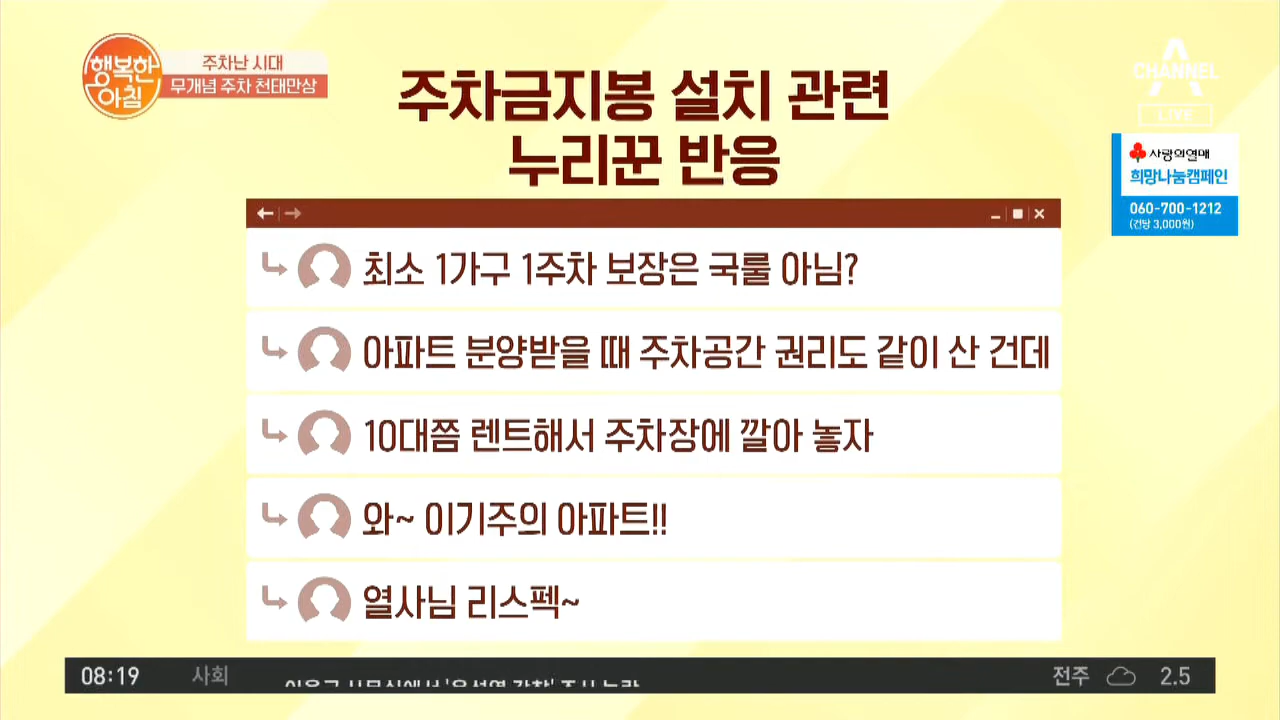 행복한
아침
주차난 시대
무개념 주차 천태만상
주차금지봉 설치 관련
누리꾼 반응
CHANNEL A
LIVE
사랑의열매
희망나눔캠페인
060-700-1212
(건당 3,000원)
최소 1가구 1주차 보장은 국룰 아님?
아파트 분양받을 때 주차공간 권리도 같이 산 건데
10대쯤 렌트해서 주차장에 깔아 놓자
와~ 이기주의 아파트!!
열사님 리스펙~
08:19 사회
전주 2.5